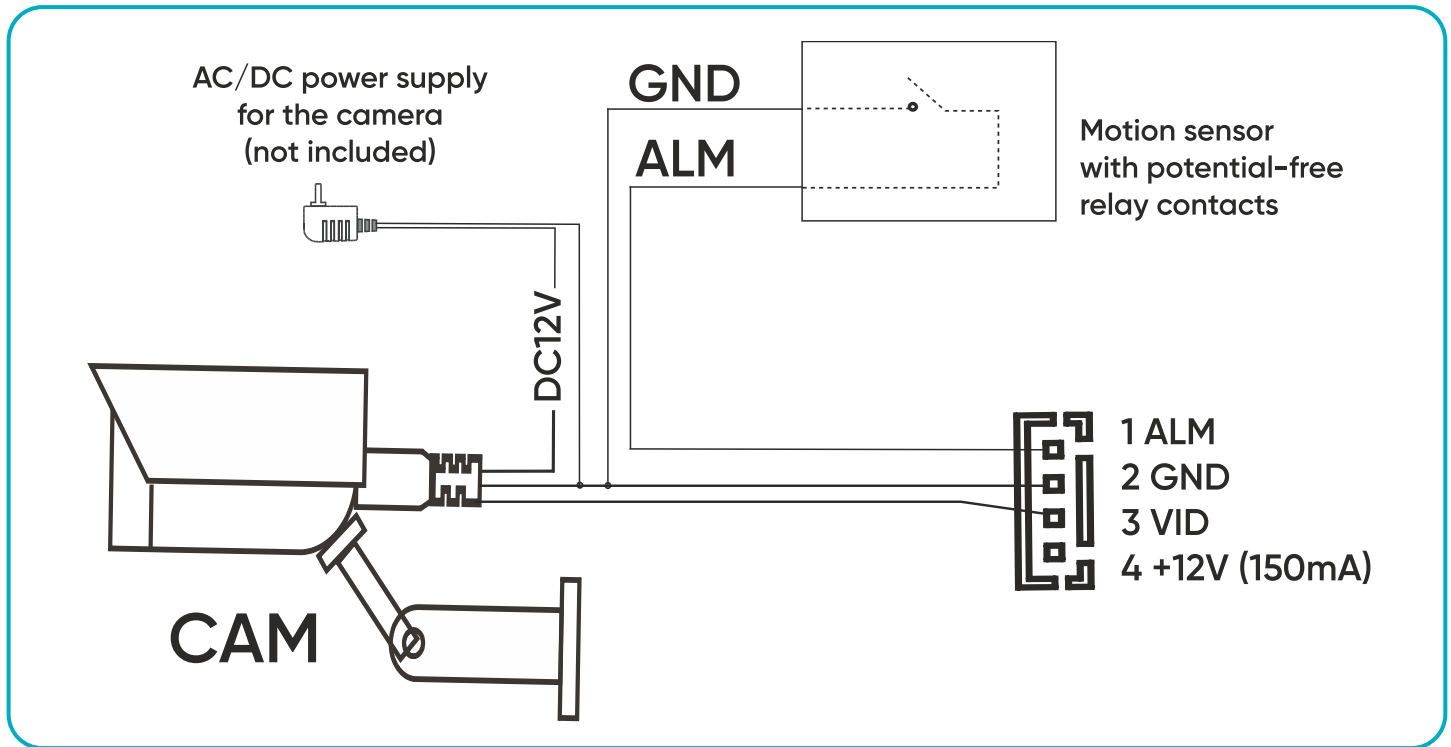 AC/DC power supply
for the camera
(not included)
GND
ALM
Motion sensor
with potential-free
relay contacts
DC12V
1 ALM
2 GND
3 VID
4 +12V (150mA)
CAM